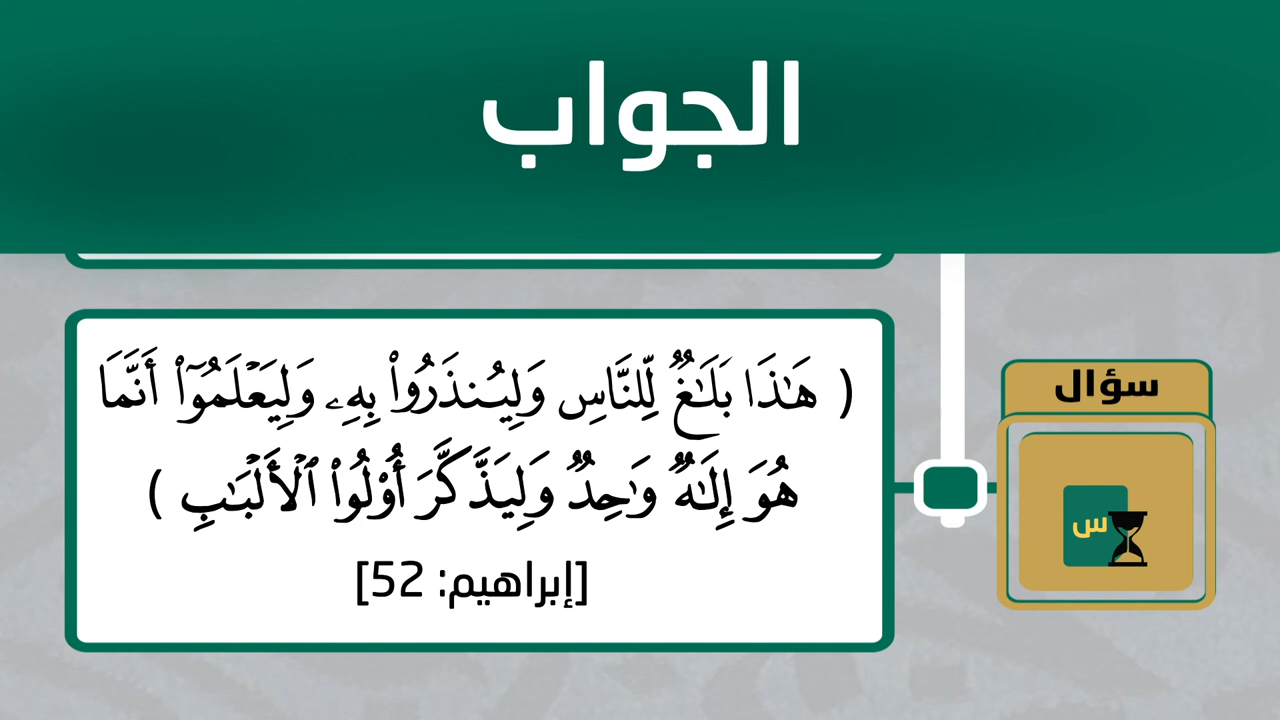 الجواب
( هَـٰذَا بَلَـٰغٌ لِّلنَّاسِ وَلِيُنذَرُوا۟ بِهِۦ وَلِيَعْلَمُوٓا۟ أَنَّمَا
هُوَ إِلَـٰهٌ وَٰحِدٌ وَلِيَذَّكَّرَ أُو۟لُوا۟ ٱلْأَلْبَـٰبِ )
[إبراهيم: 52]
سؤال
س